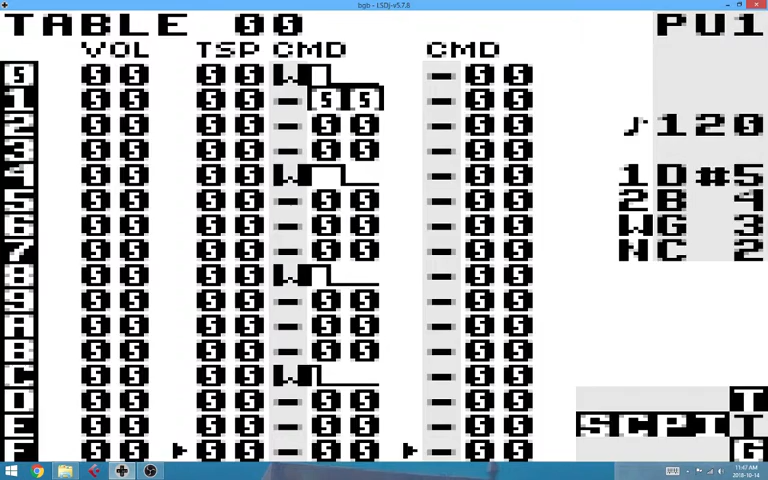 bgb - LSDj-v5.7.8
TABLE 00 PU1
VOL TSP CMD CMD
0 00 00 W - 00
1 00 00 - 00 - 00
2 00 00 - 00 - 00 ♪120
3 00 00 - 00 - 00
4 00 00 W - 00 1D#5
5 00 00 - 00 - 00 2B 4
6 00 00 - 00 - 00 WG 3
7 00 00 - 00 - 00 NC 2
8 00 00 W - 00
9 00 00 - 00 - 00
A 00 00 - 00 - 00
B 00 00 - 00 - 00
C 00 00 W - 00
D 00 00 - 00 - 00 T
E 00 00 - 00 - 00 SCPIT
F 00 00 - 00 - 00 G
11:47 AM
2018-10-14